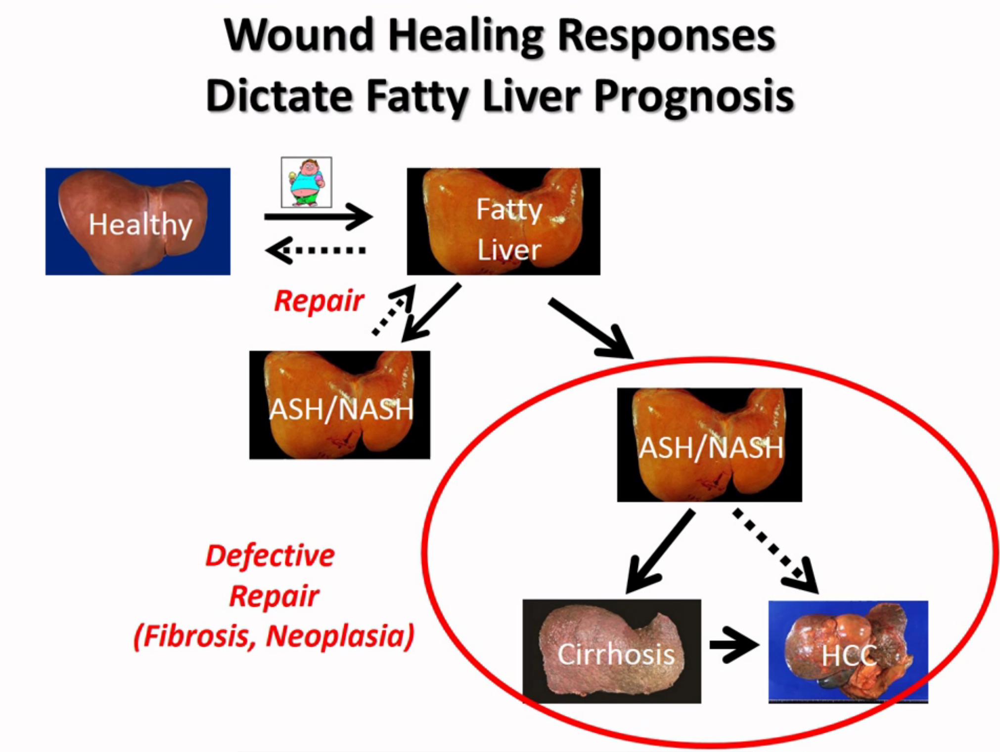 Wound Healing Responses
Dictate Fatty Liver Prognosis
Healthy
Fatty
Liver
Repair
ASH/NASH
ASH/NASH
Defective
Repair
(Fibrosis, Neoplasia)
Cirrhosis
HCC